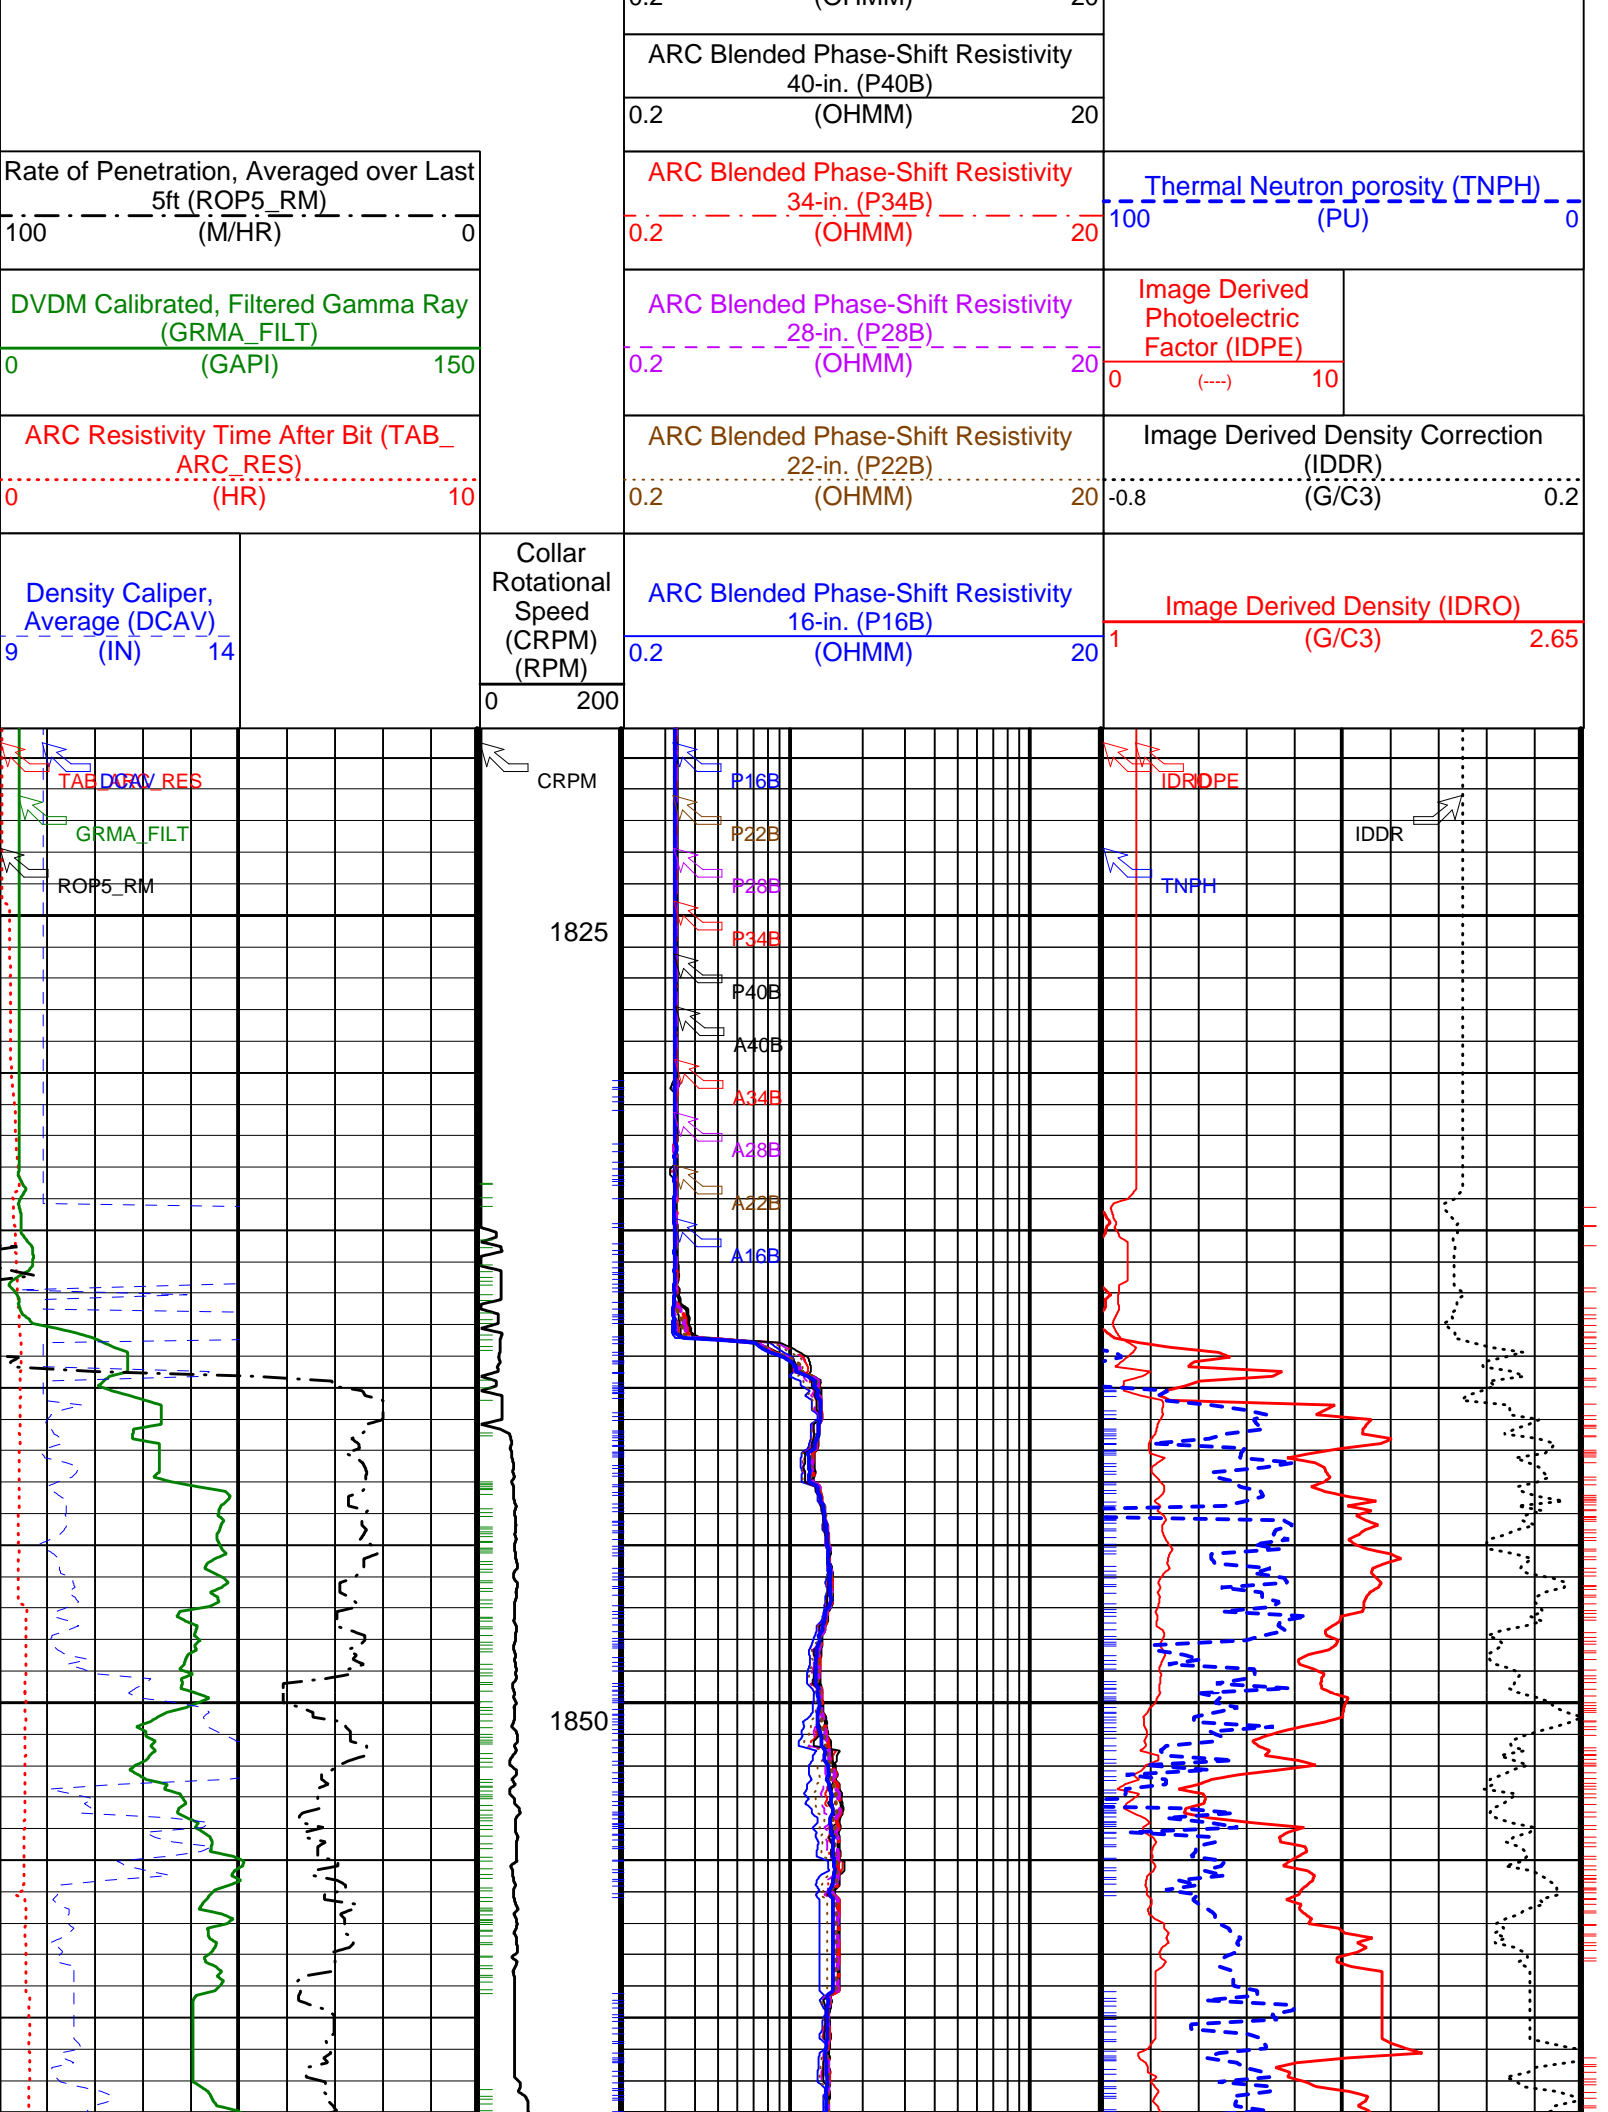 0.2 (OHMM) 20
ARC Blended Phase-Shift Resistivity
40-in. (P40B)
0.2 (OHMM) 20
Rate of Penetration, Averaged over Last
5ft (ROP5_RM)
100 (M/HR) 0
ARC Blended Phase-Shift Resistivity
34-in. (P34B)
0.2 (OHMM) 20
Thermal Neutron porosity (TNPH)
100 (PU) 0
DVDM Calibrated, Filtered Gamma Ray
(GRMA_FILT)
0 (GAPI) 150
ARC Blended Phase-Shift Resistivity
28-in. (P28B)
0.2 (OHMM) 20
Image Derived
Photoelectric
Factor (IDPE)
0 (----) 10
ARC Resistivity Time After Bit (TAB_
ARC_RES)
0 (HR) 10
ARC Blended Phase-Shift Resistivity
22-in. (P22B)
0.2 (OHMM) 20
Image Derived Density Correction
(IDDR)
-0.8 (G/C3) 0.2
Density Caliper,
Average (DCAV)
9 (IN) 14
Collar
Rotational
Speed
(CRPM)
(RPM)
0 200
ARC Blended Phase-Shift Resistivity
16-in. (P16B)
0.2 (OHMM) 20
Image Derived Density (IDRO)
1 (G/C3) 2.65
TAB_ARC_RES
DCAV
CRPM
P16B
IDRO
IDPE
GRMA_FILT
P22B
IDDR
ROP5_RM
P28B
TNPH
1825
P34B
P40B
A40B
A34B
A28B
A22B
A16B
1850